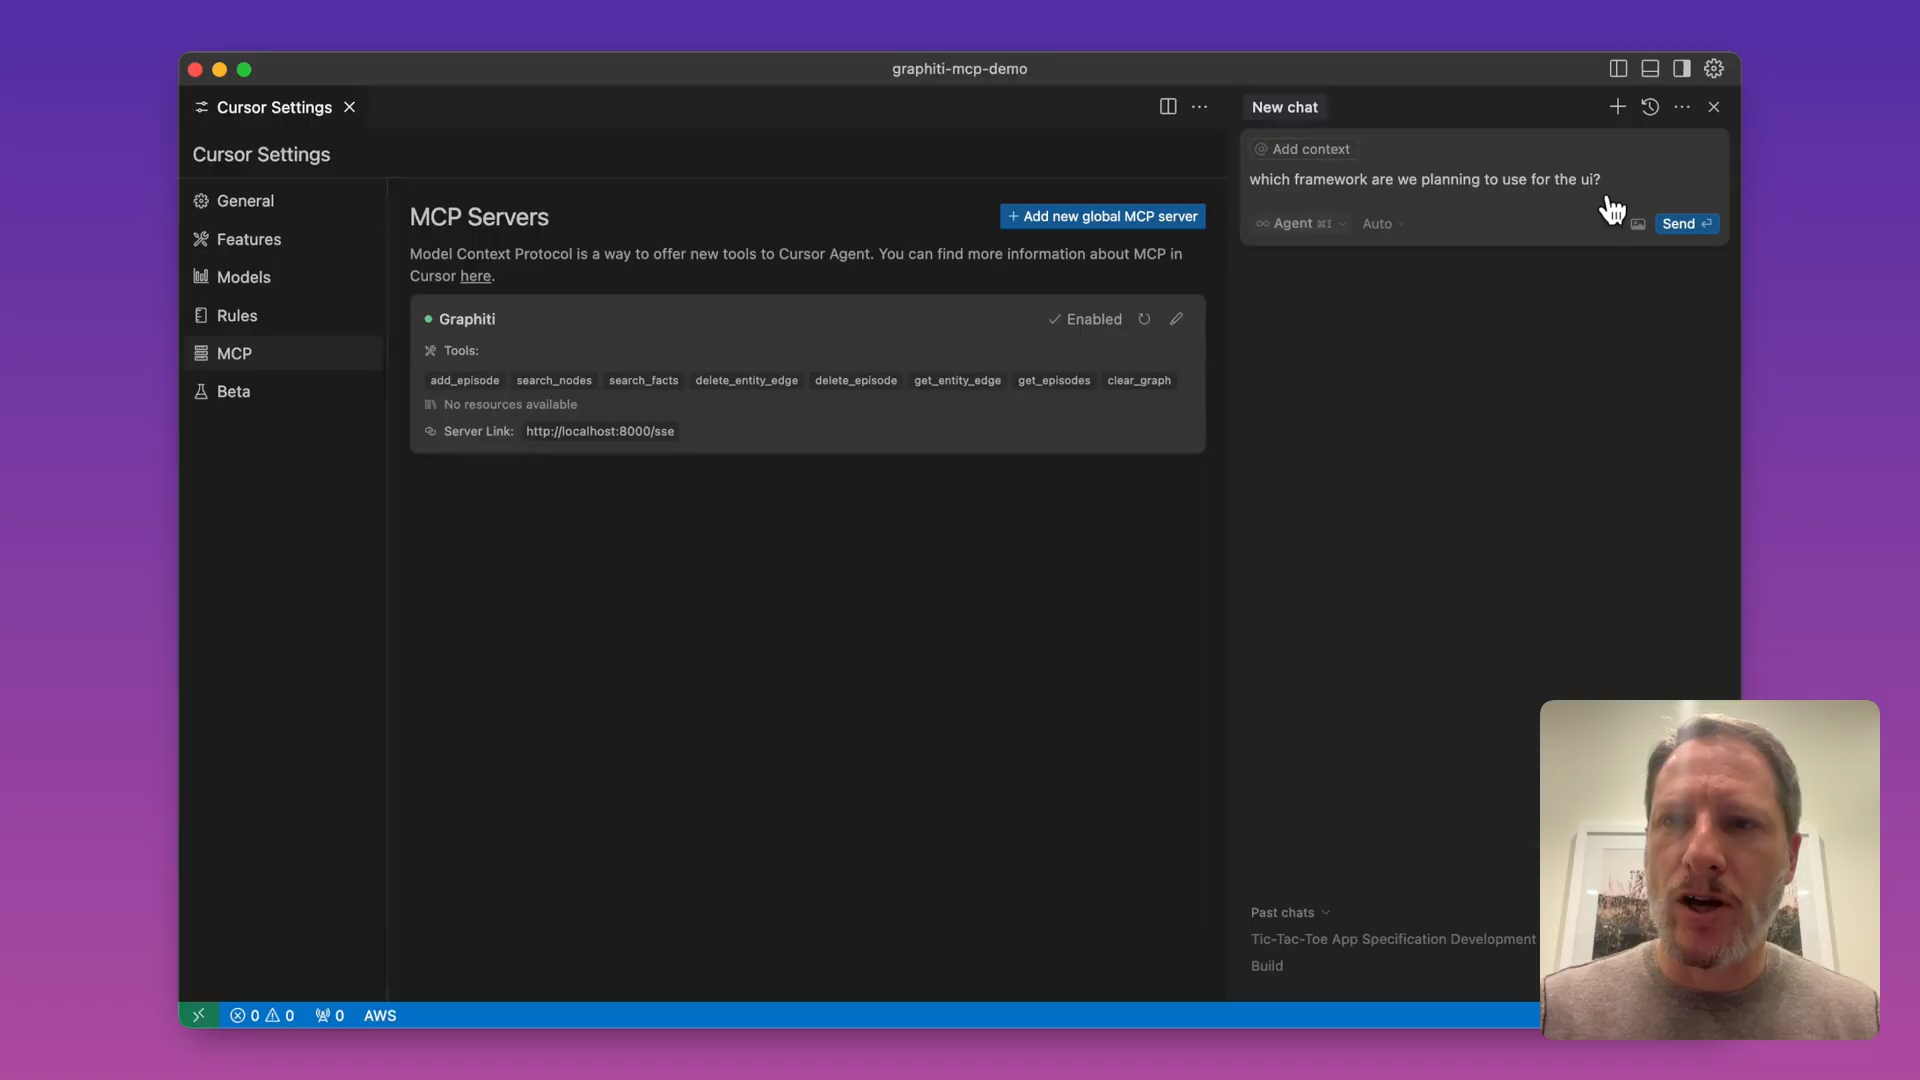 graphiti-mcp-demo
Cursor Settings
Cursor Settings
General
Features
Models
Rules
MCP
Beta
MCP Servers
+ Add new global MCP server
Model Context Protocol is a way to offer new tools to Cursor Agent. You can find more information about MCP in
Cursor here.
Graphiti
Enabled
Tools:
add_episode search_nodes search_facts delete_entity_edge delete_episode get_entity_edge get_episodes clear_graph
No resources available
Server Link: http://localhost:8000/sse
New chat
@ Add context
which framework are we planning to use for the ui?
∞ Agent ⌘I Auto
Send ⏎
Past chats
Tic-Tac-Toe App Specification Development
Build
0 0 0 AWS